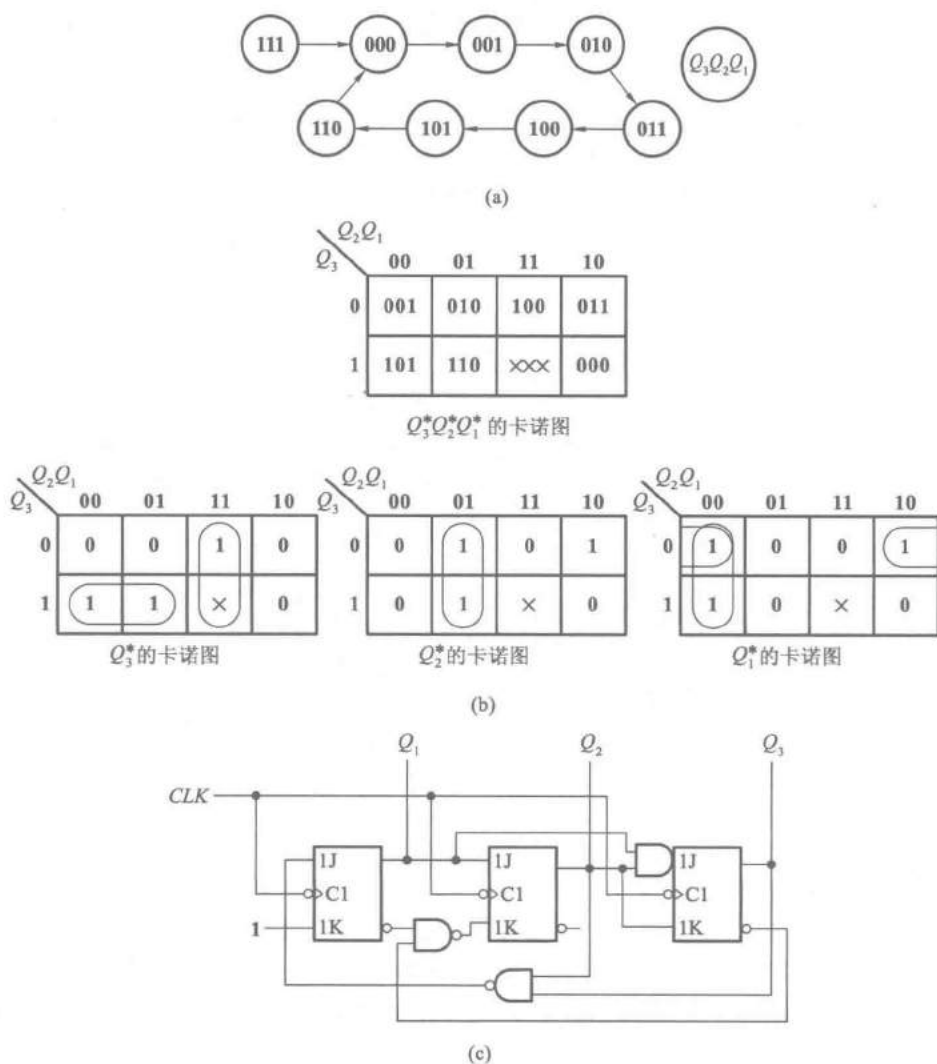 111
000
001
010
Q₃Q₂Q₁
110
101
100
011
(a)
Q₂Q₁
Q₃
00 01 11 10
0 001 010 100 011
1 101 110 ××× 000
Q₃*Q₂*Q₁* 的卡诺图
Q₂Q₁
Q₃
00 01 11 10
0 0 0 1 0
1 1 1 × 0
Q₃*的卡诺图
Q₂Q₁
Q₃
00 01 11 10
0 0 1 0 1
1 0 1 × 0
Q₂*的卡诺图
Q₂Q₁
Q₃
00 01 11 10
0 1 0 0 1
1 1 0 × 0
Q₁*的卡诺图
(b)
Q₁ Q₂ Q₃
CLK
1J
C1
1K
1
1J
C1
1K
1J
C1
1K
(c)